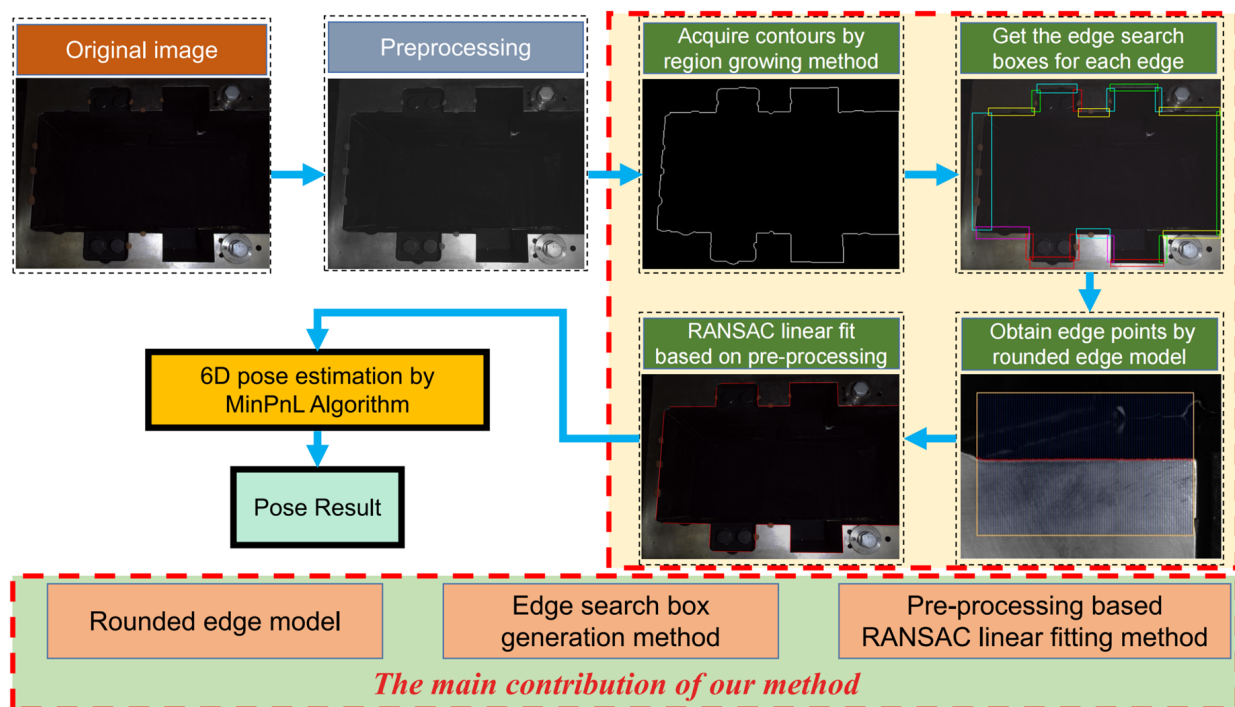 Original image
Preprocessing
Acquire contours by
region growing method
Get the edge search
boxes for each edge
RANSAC linear fit
based on pre-processing
Obtain edge points by
rounded edge model
6D pose estimation by
MinPnL Algorithm
Pose Result
Rounded edge model
Edge search box
generation method
Pre-processing based
RANSAC linear fitting method
The main contribution of our method